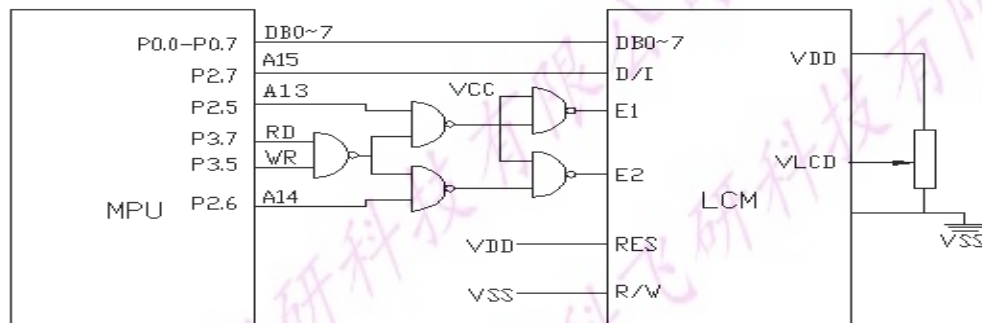 P0.0-P0.7 DB0~7 DB0~7
P2.7 A15 D/I
P2.5 A13 VCC E1
P3.7 RD
P3.5 WR
P2.6 A14 E2
MPU
LCM
VDD
VLCD
VSS
VDD RES
VSS R/W